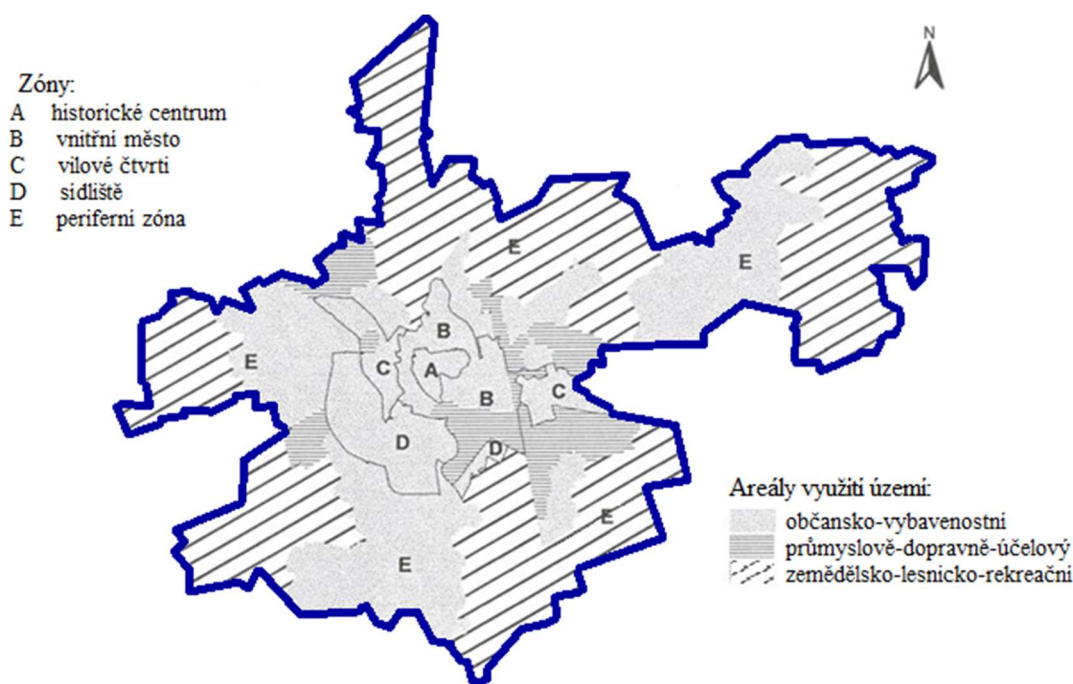 N
Zóny:
A historické centrum
B vnitřní město
C vilové čtvrti
D sídliště
E periferní zóna
E
E
B
E
C
A
C
B
D
D
E
E
Areály využití území:
občansko-vybavenostní
průmyslově-dopravně-účelový
zemědělsko-lesnicko-rekreační